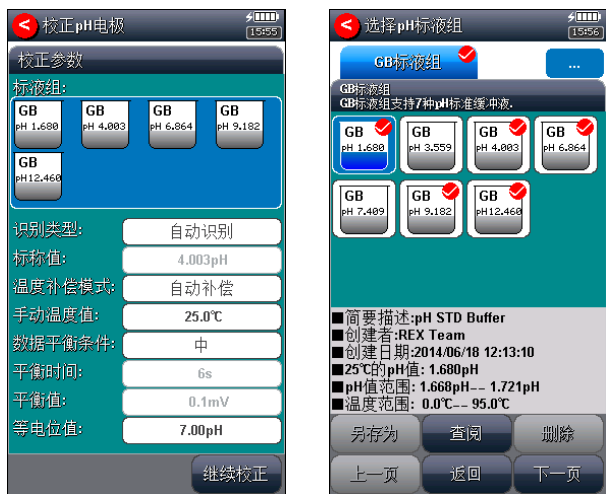 校正pH电极
15:55
校正参数
标液组:
GB
pH 1.680
GB
pH 4.003
GB
pH 6.864
GB
pH 9.182
GB
pH12.460
识别类型:
自动识别
标称值:
4.003pH
温度补偿模式:
自动补偿
手动温度值:
25.0℃
数据平衡条件:
中
平衡时间:
6s
平衡值:
0.1mV
等电位值:
7.00pH
继续校正
选择pH标液组
15:56
GB标液组
...
GB标液组
GB标液组支持7种pH标准缓冲液.
GB
pH 1.680
GB
pH 3.559
GB
pH 4.003
GB
pH 6.864
GB
pH 7.409
GB
pH 9.182
GB
pH12.460
■简要描述:pH STD Buffer
■创建者:REX Team
■创建日期:2014/06/18 12:13:10
■25℃的pH值: 1.680pH
■pH值范围: 1.668pH-- 1.721pH
■温度范围: 0.0℃-- 95.0℃
另存为
查阅
删除
上一页
返回
下一页